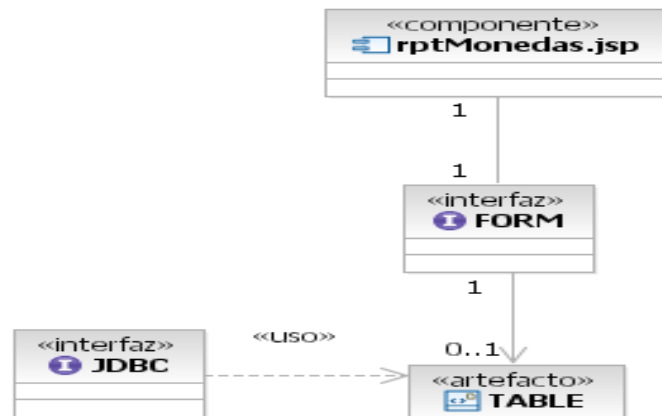 «componente»
rptMonedas.jsp
1
1
«interfaz»
FORM
1
«uso»
0..1
«interfaz»
JDBC
«artefacto»
TABLE